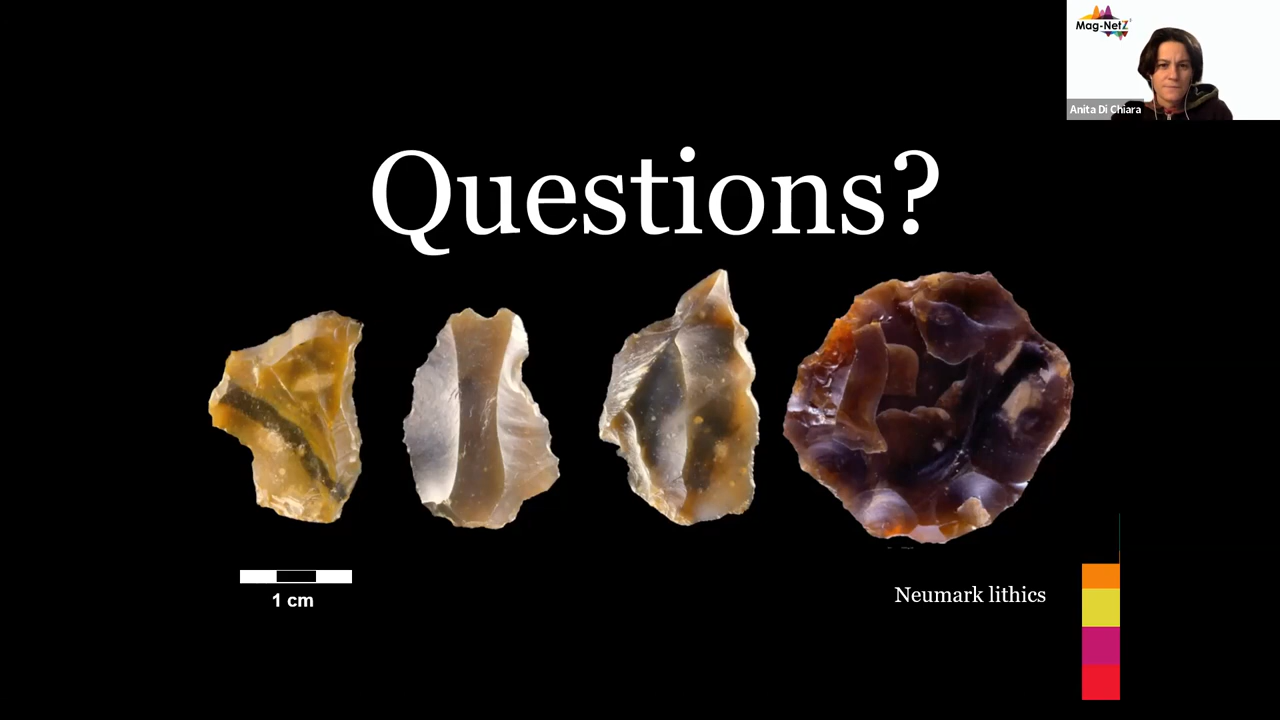 Mag-NetZ
Anita Di Chiara
Questions?
1 cm
Neumark lithics